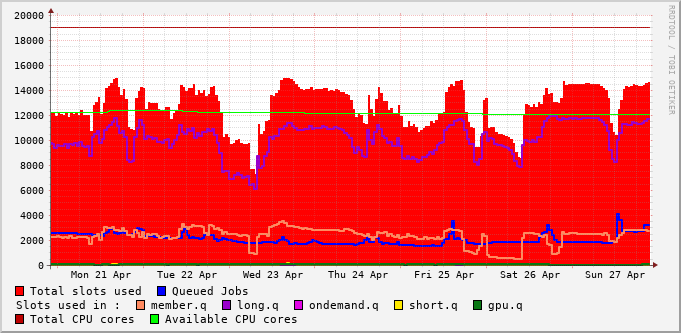 20000
18000
16000
14000
12000
10000
8000
6000
4000
2000
0
Mon 21 Apr Tue 22 Apr Wed 23 Apr Thu 24 Apr Fri 25 Apr Sat 26 Apr Sun 27 Apr
Total slots used Queued Jobs
Slots used in : member.q long.q ondemand.q short.q gpu.q
Total CPU cores Available CPU cores
RRDTOOL / TOBI OETIKER